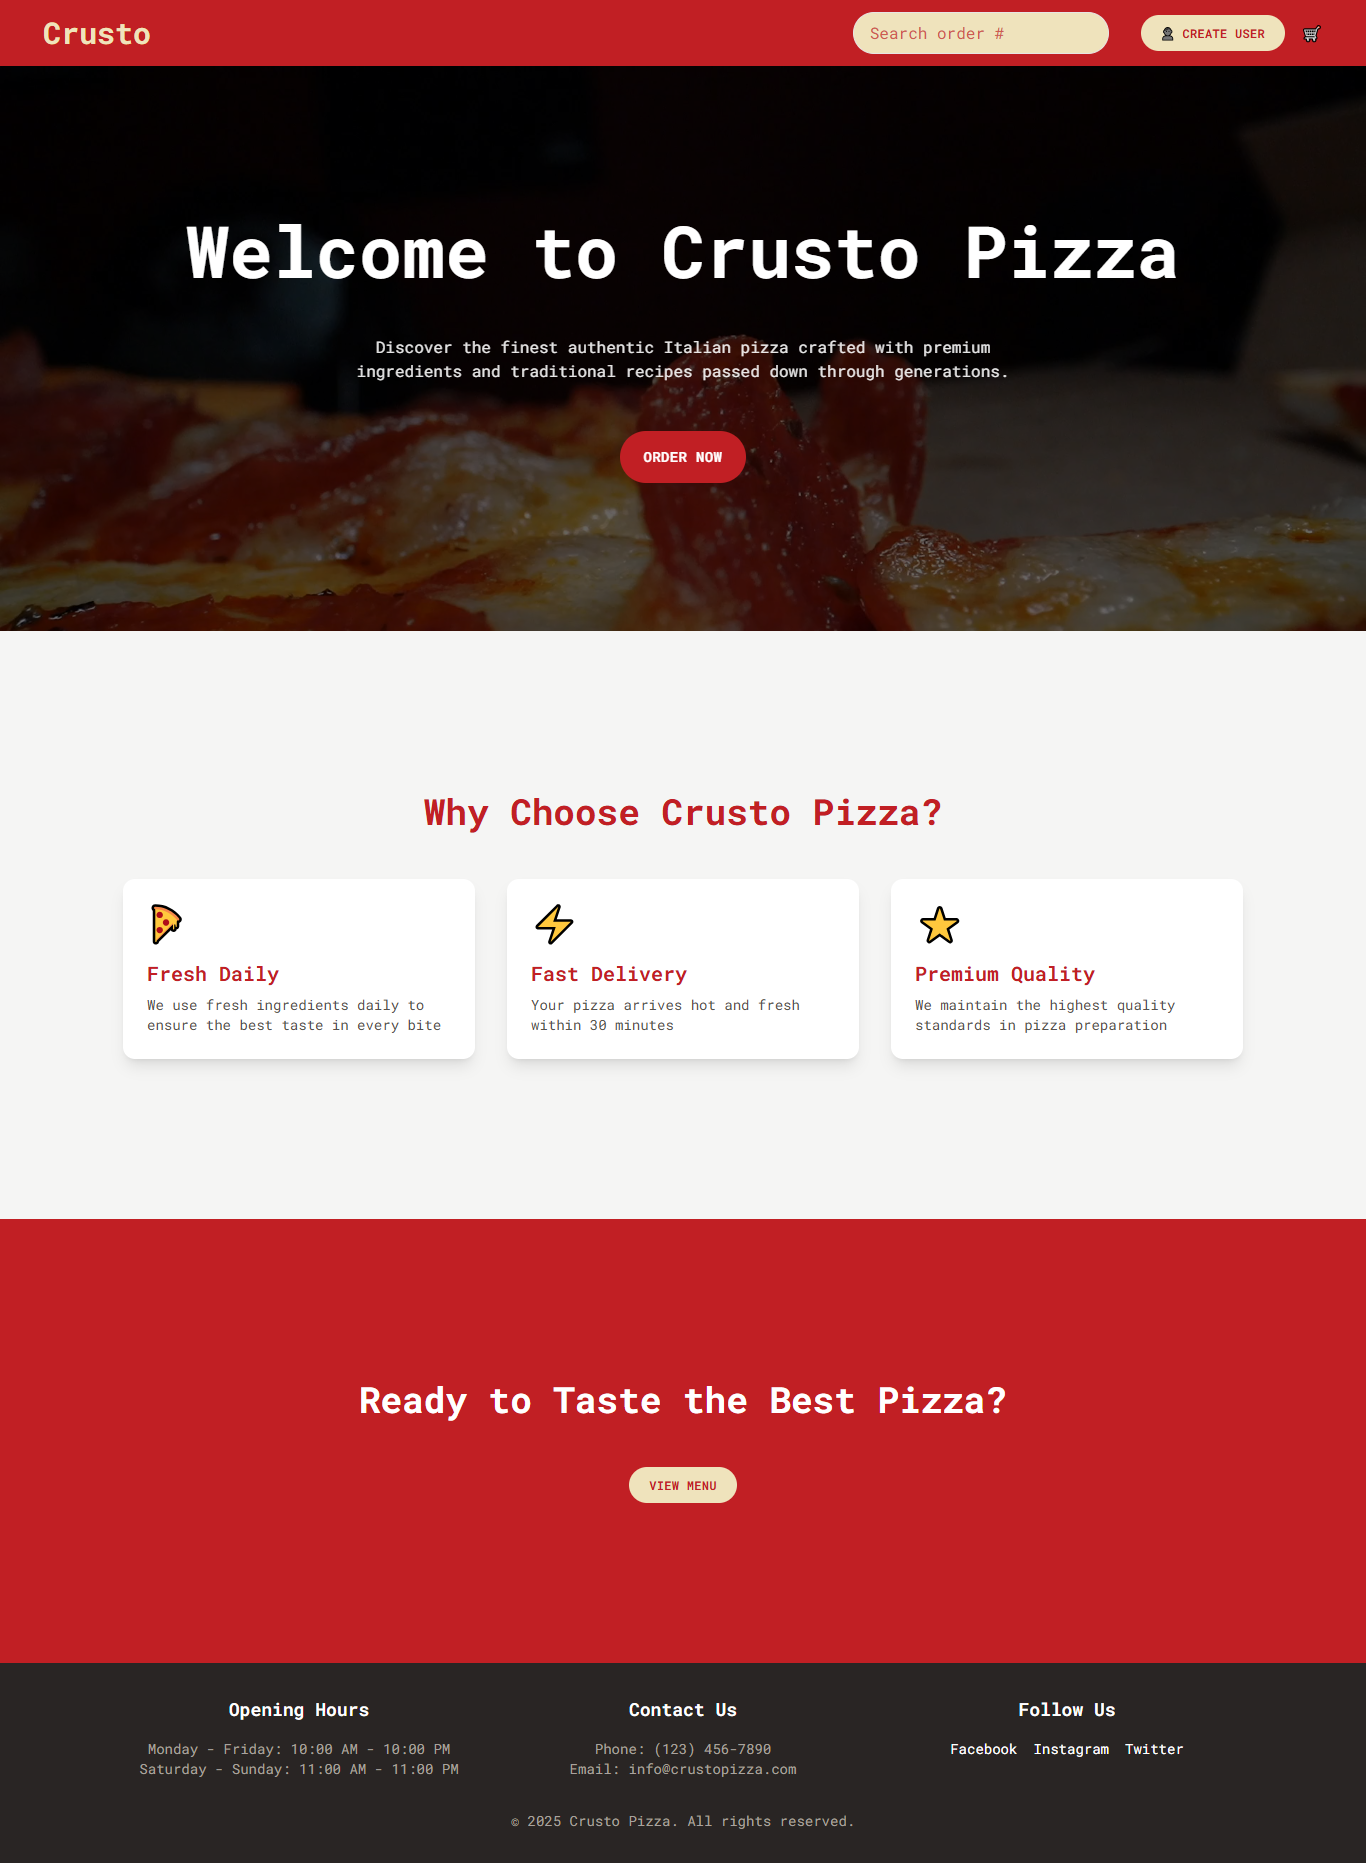 Crusto
Search order #
CREATE USER
Welcome to Crusto Pizza
Discover the finest authentic Italian pizza crafted with premium
ingredients and traditional recipes passed down through generations.
ORDER NOW
Why Choose Crusto Pizza?
Fresh Daily
We use fresh ingredients daily to
ensure the best taste in every bite
Fast Delivery
Your pizza arrives hot and fresh
within 30 minutes
Premium Quality
We maintain the highest quality
standards in pizza preparation
Ready to Taste the Best Pizza?
VIEW MENU
Opening Hours
Monday - Friday: 10:00 AM - 10:00 PM
Saturday - Sunday: 11:00 AM - 11:00 PM
Contact Us
Phone: (123) 456-7890
Email: info@crustopizza.com
Follow Us
Facebook Instagram Twitter
© 2025 Crusto Pizza. All rights reserved.